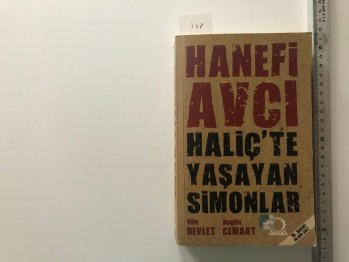 HANEFİ
AVCI
HALİÇ'TE
YAŞAYAN
SİMONLAR
Dün Bugün
DEVLET CEMAAT